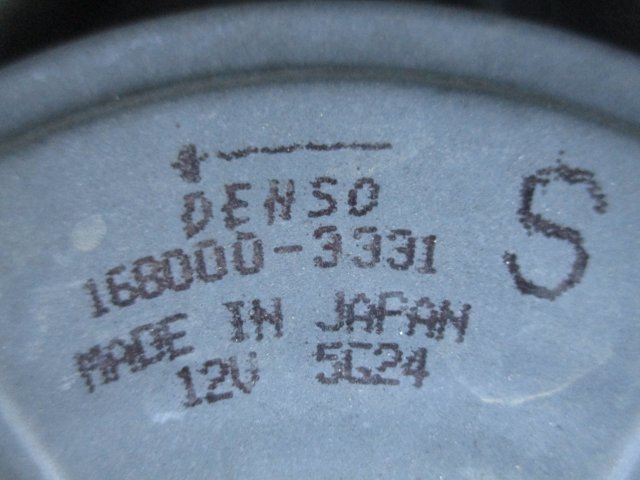 DENSO
168000-3331
MADE IN JAPAN
12V 5G24
S